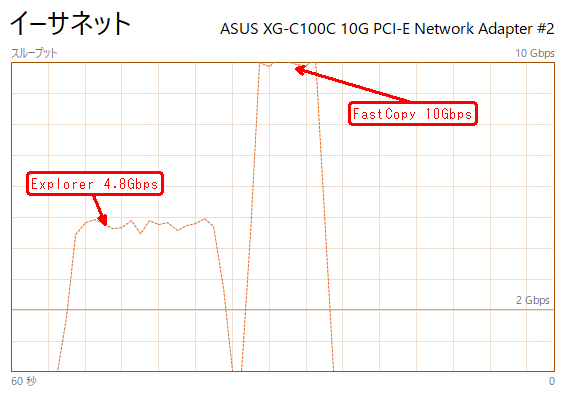 イーサネット
ASUS XG-C100C 10G PCI-E Network Adapter #2
スループット
10 Gbps
FastCopy 10Gbps
Explorer 4.8Gbps
2 Gbps
60 秒
0